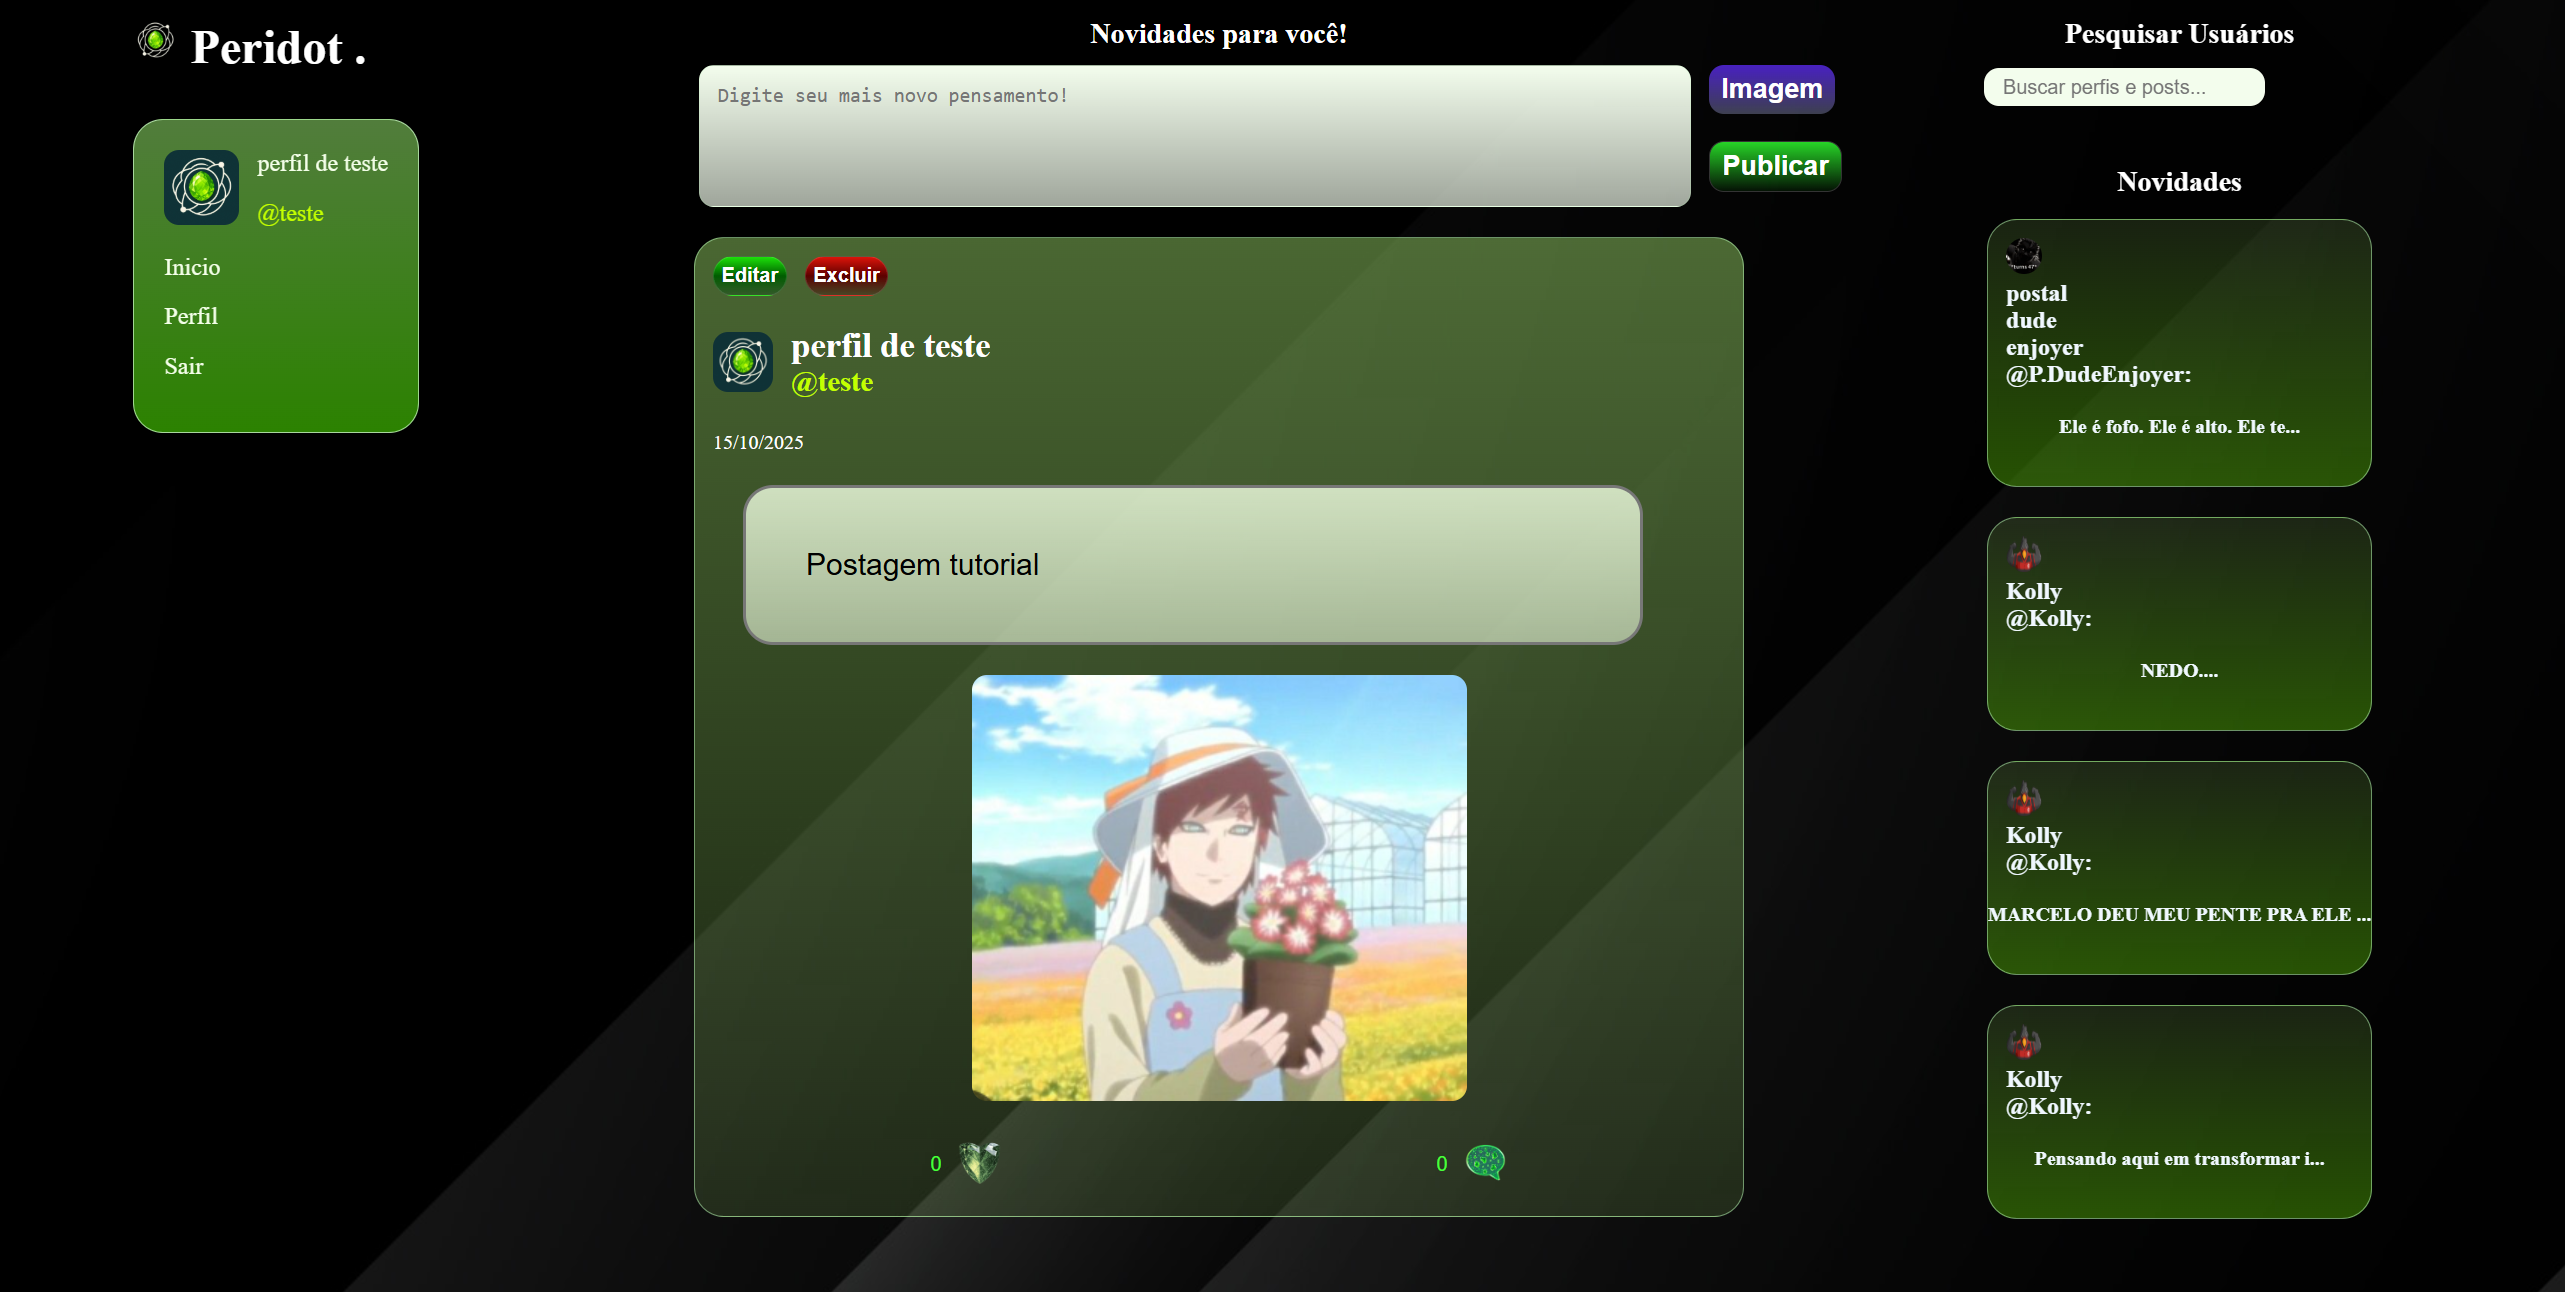 Peridot .
perfil de teste
@teste
Inicio
Perfil
Sair
Novidades para você!
Digite seu mais novo pensamento!
Imagem
Publicar
Editar
Excluir
perfil de teste
@teste
15/10/2025
Postagem tutorial
0
0
Pesquisar Usuários
Buscar perfis e posts...
Novidades
postal
dude
enjoyer
@P.DudeEnjoyer:
Ele é fofo. Ele é alto. Ele te...
Kolly
@Kolly:
NEDO....
Kolly
@Kolly:
MARCELO DEU MEU PENTE PRA ELE ...
Kolly
@Kolly:
Pensando aqui em transformar i...